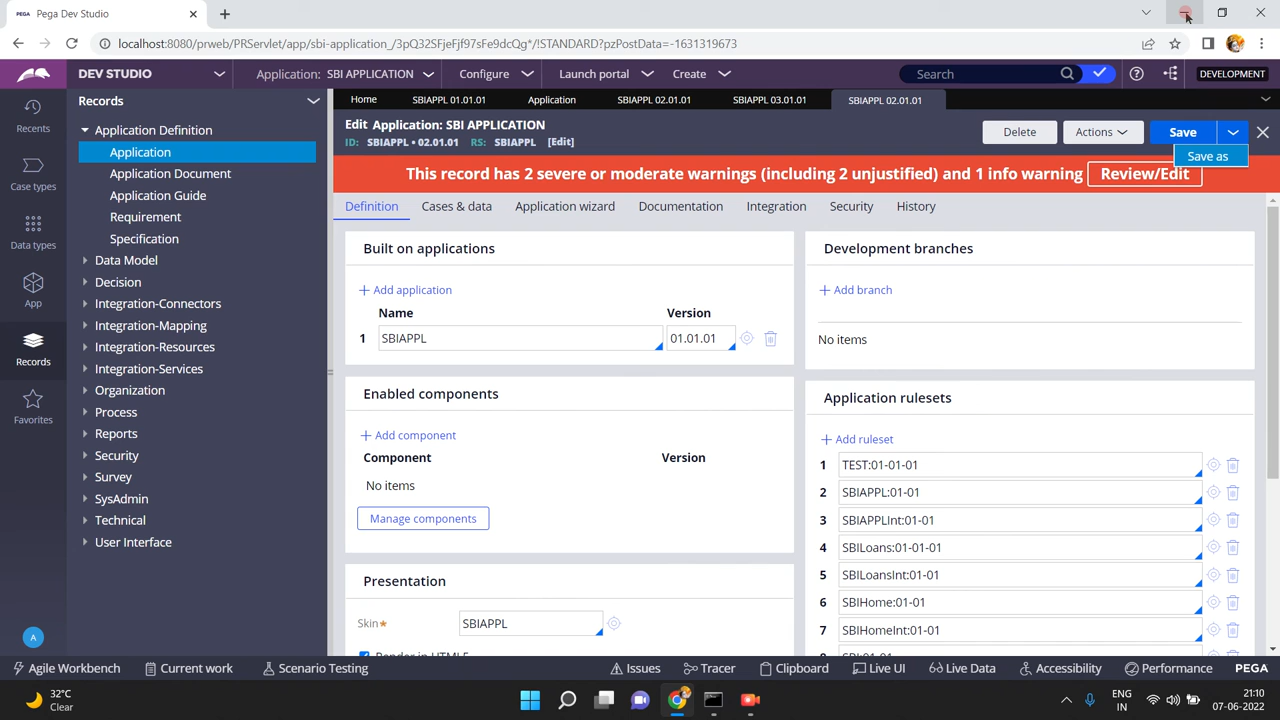 PEGA Pega Dev Studio
localhost:8080/prweb/PRServlet/app/sbi-application_/3pQ32SFjeFjf97sFe9dcQg*/!STANDARD?pzPostData=-1631319673
DEV STUDIO Application: SBI APPLICATION Configure Launch portal Create Search DEVELOPMENT
Recents
Case types
Data types
App
Records
Favorites
A
Records
Application Definition
Application
Application Document
Application Guide
Requirement
Specification
Data Model
Decision
Integration-Connectors
Integration-Mapping
Integration-Resources
Integration-Services
Organization
Process
Reports
Security
Survey
SysAdmin
Technical
User Interface
Home SBIAPPL 01.01.01 Application SBIAPPL 02.01.01 SBIAPPL 03.01.01 SBIAPPL 02.01.01
Edit Application: SBI APPLICATION
ID: SBIAPPL • 02.01.01 RS: SBIAPPL [Edit]
Delete Actions Save
Save as
This record has 2 severe or moderate warnings (including 2 unjustified) and 1 info warning Review/Edit
Definition Cases & data Application wizard Documentation Integration Security History
Built on applications
+ Add application
Name Version
1 SBIAPPL 01.01.01
Enabled components
+ Add component
Component Version
No items
Manage components
Presentation
Skin* SBIAPPL
Render in HTML5
Development branches
+ Add branch
No items
Application rulesets
+ Add ruleset
1 TEST:01-01-01
2 SBIAPPL:01-01
3 SBIAPPLInt:01-01
4 SBILoans:01-01-01
5 SBILoansInt:01-01
6 SBIHome:01-01
7 SBIHomeInt:01-01
8 SBI:01-01
Agile Workbench Current work Scenario Testing Issues Tracer Clipboard Live UI Live Data Accessibility Performance PEGA
32°C
Clear
ENG
IN
21:10
07-06-2022